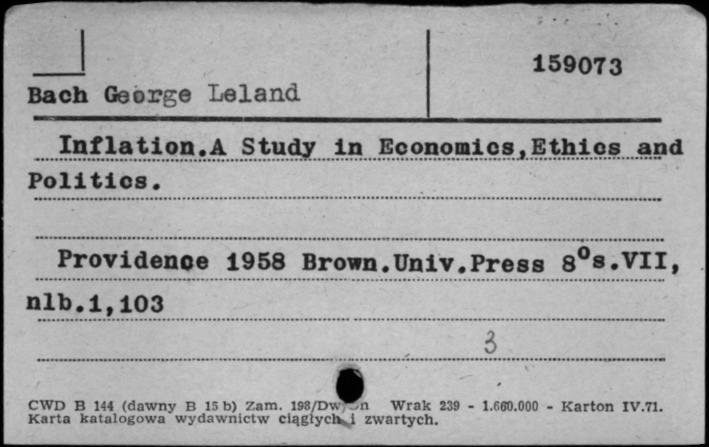 159073
Bach George Leland
Inflation.A Study in Economics,Ethics and
Politics.
Providence 1958 Brown.Univ.Press 8°s.VII,
nlb.1,103
3
CWD B 144 (dawny B 15 b) Zam. 198/Dw Wrak 239 - 1.660.000 - Karton IV.71.
Karta katalogowa wydawnictw ciągłych i zwartych.